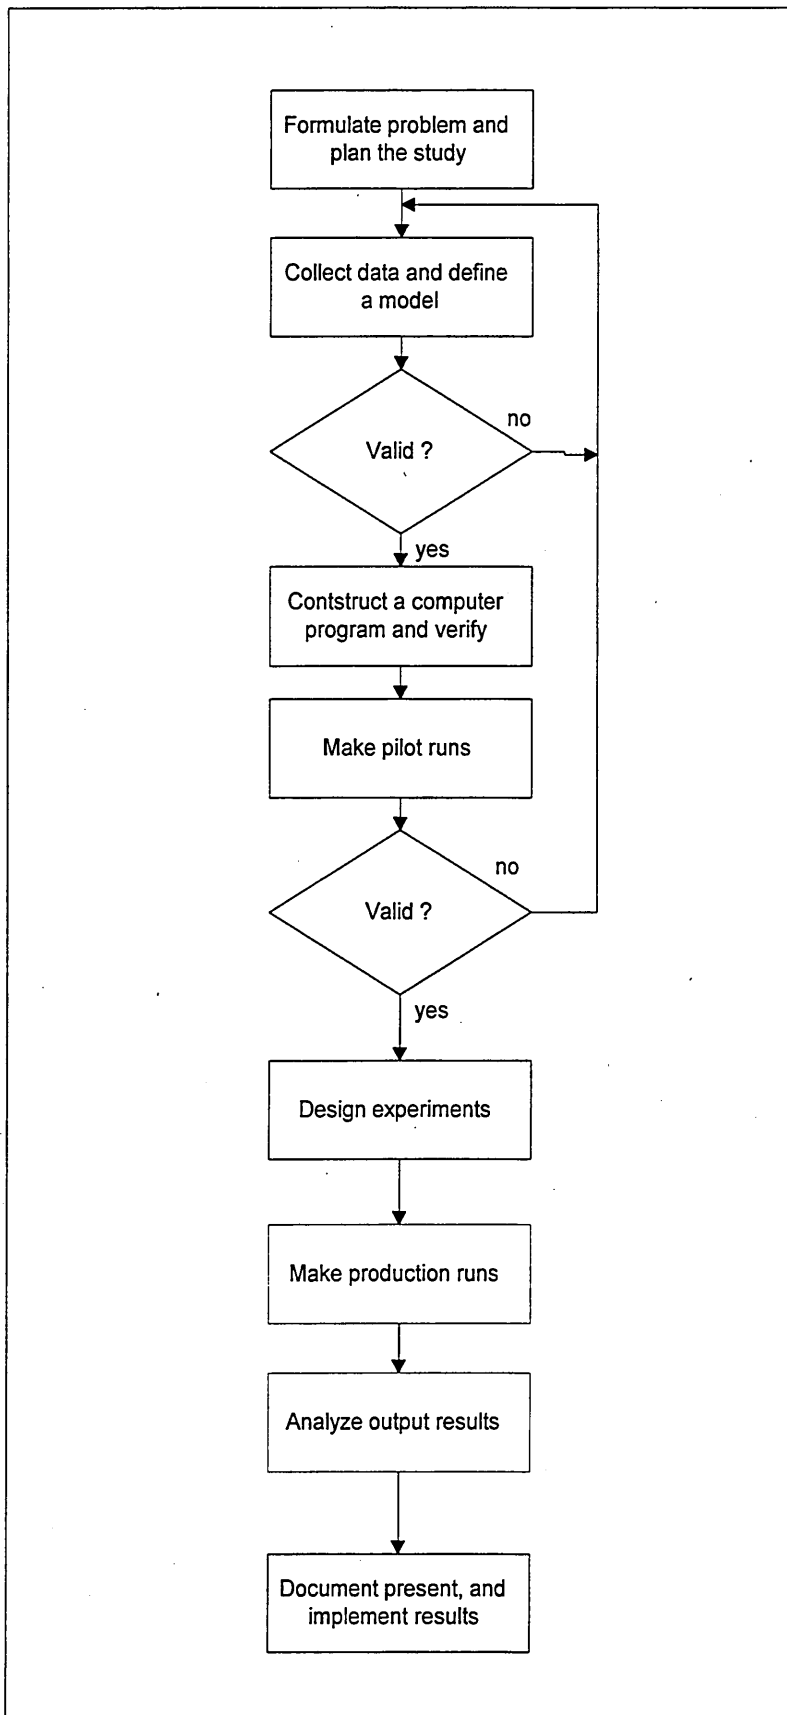 Formulate problem and
plan the study
Collect data and define
a model
no
Valid ?
yes
Contstruct a computer
program and verify
Make pilot runs
no
Valid ?
yes
Design experiments
Make production runs
Analyze output results
Document present, and
implement results